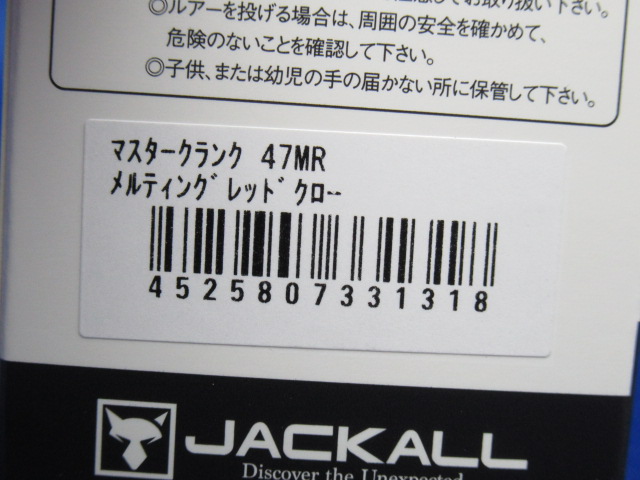 ◎ルアーを投げる場合は、周囲の安全を確かめて、
危険のないことを確認して下さい。
◎子供、または幼児の手の届かない所に保管して下さい。
ﾏｽﾀｰｸﾗﾝｸ 47MR
ﾒﾙﾃｨﾝｸﾞﾚｯﾄﾞｸﾛｰ
4525807331318
JACKALL
Discover the Unexpected